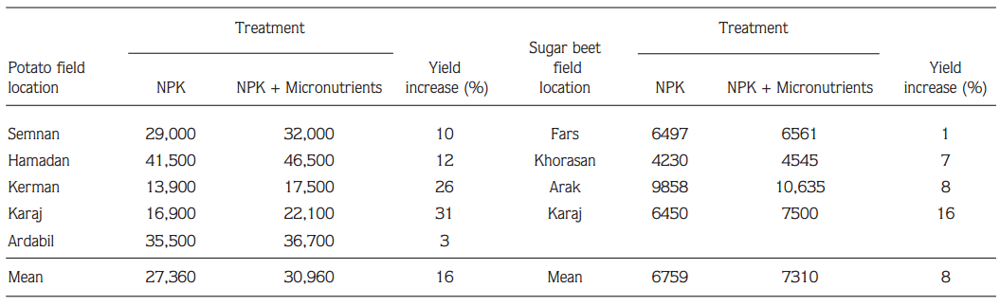 Treatment Treatment
Sugar beet
Potato field Yield field Yield
location NPK NPK + Micronutrients increase (%) location NPK NPK + Micronutrients increase (%)
Semnan 29,000 32,000 10 Fars 6497 6561 1
Hamadan 41,500 46,500 12 Khorasan 4230 4545 7
Kerman 13,900 17,500 26 Arak 9858 10,635 8
Karaj 16,900 22,100 31 Karaj 6450 7500 16
Ardabil 35,500 36,700 3
Mean 27,360 30,960 16 Mean 6759 7310 8